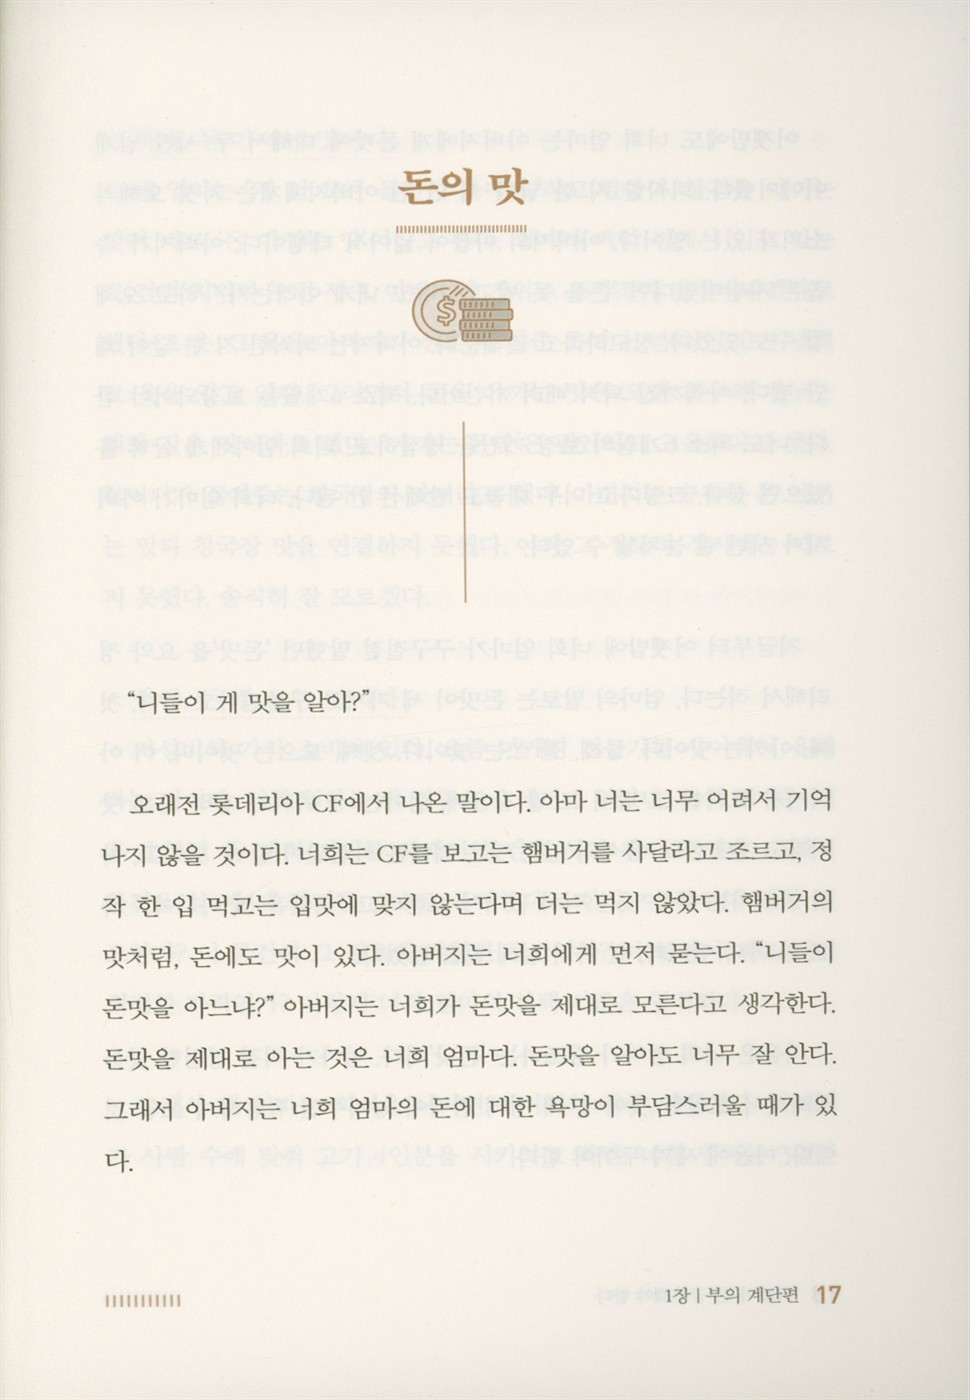 돈의 맛
$
“니들이 게 맛을 알아?”
오래전 롯데리아 CF에서 나온 말이다. 아마 너는 너무 어려서 기억
나지 않을 것이다. 너희는 CF를 보고는 햄버거를 사달라고 조르고, 정
작 한 입 먹고는 입맛에 맞지 않는다며 더는 먹지 않았다. 햄버거의
맛처럼, 돈에도 맛이 있다. 아버지는 너희에게 먼저 묻는다. “니들이
돈맛을 아느냐?” 아버지는 너희가 돈맛을 제대로 모른다고 생각한다.
돈맛을 제대로 아는 것은 너희 엄마다. 돈맛을 알아도 너무 잘 안다.
그래서 아버지는 너희 엄마의 돈에 대한 욕망이 부담스러울 때가 있
다.
1장 | 부의 계단편 17